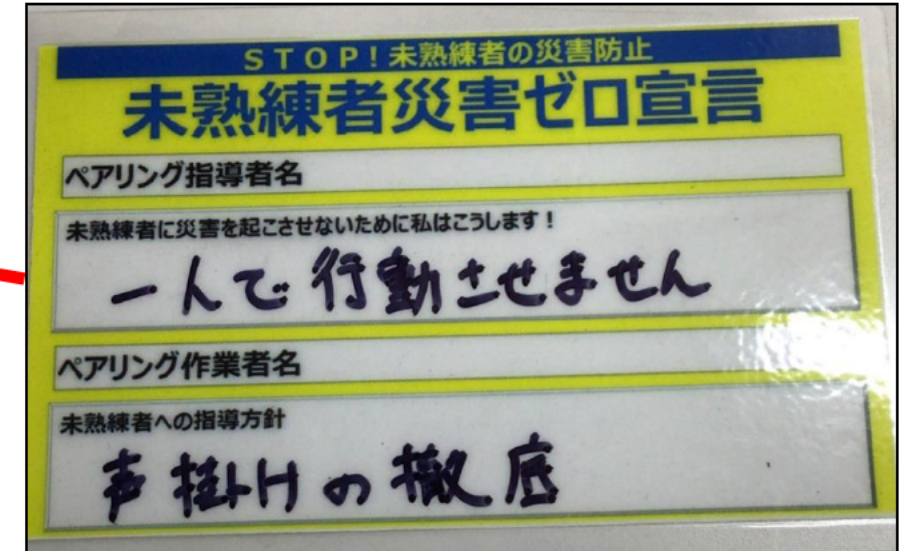 STOP!未熟練者の災害防止
未熟練者災害ゼロ宣言
ペアリング指導者名
未熟練者に災害を起こさせないために私はこうします!
一人で行動させません
ペアリング作業者名
未熟練者への指導方針
声掛けの徹底